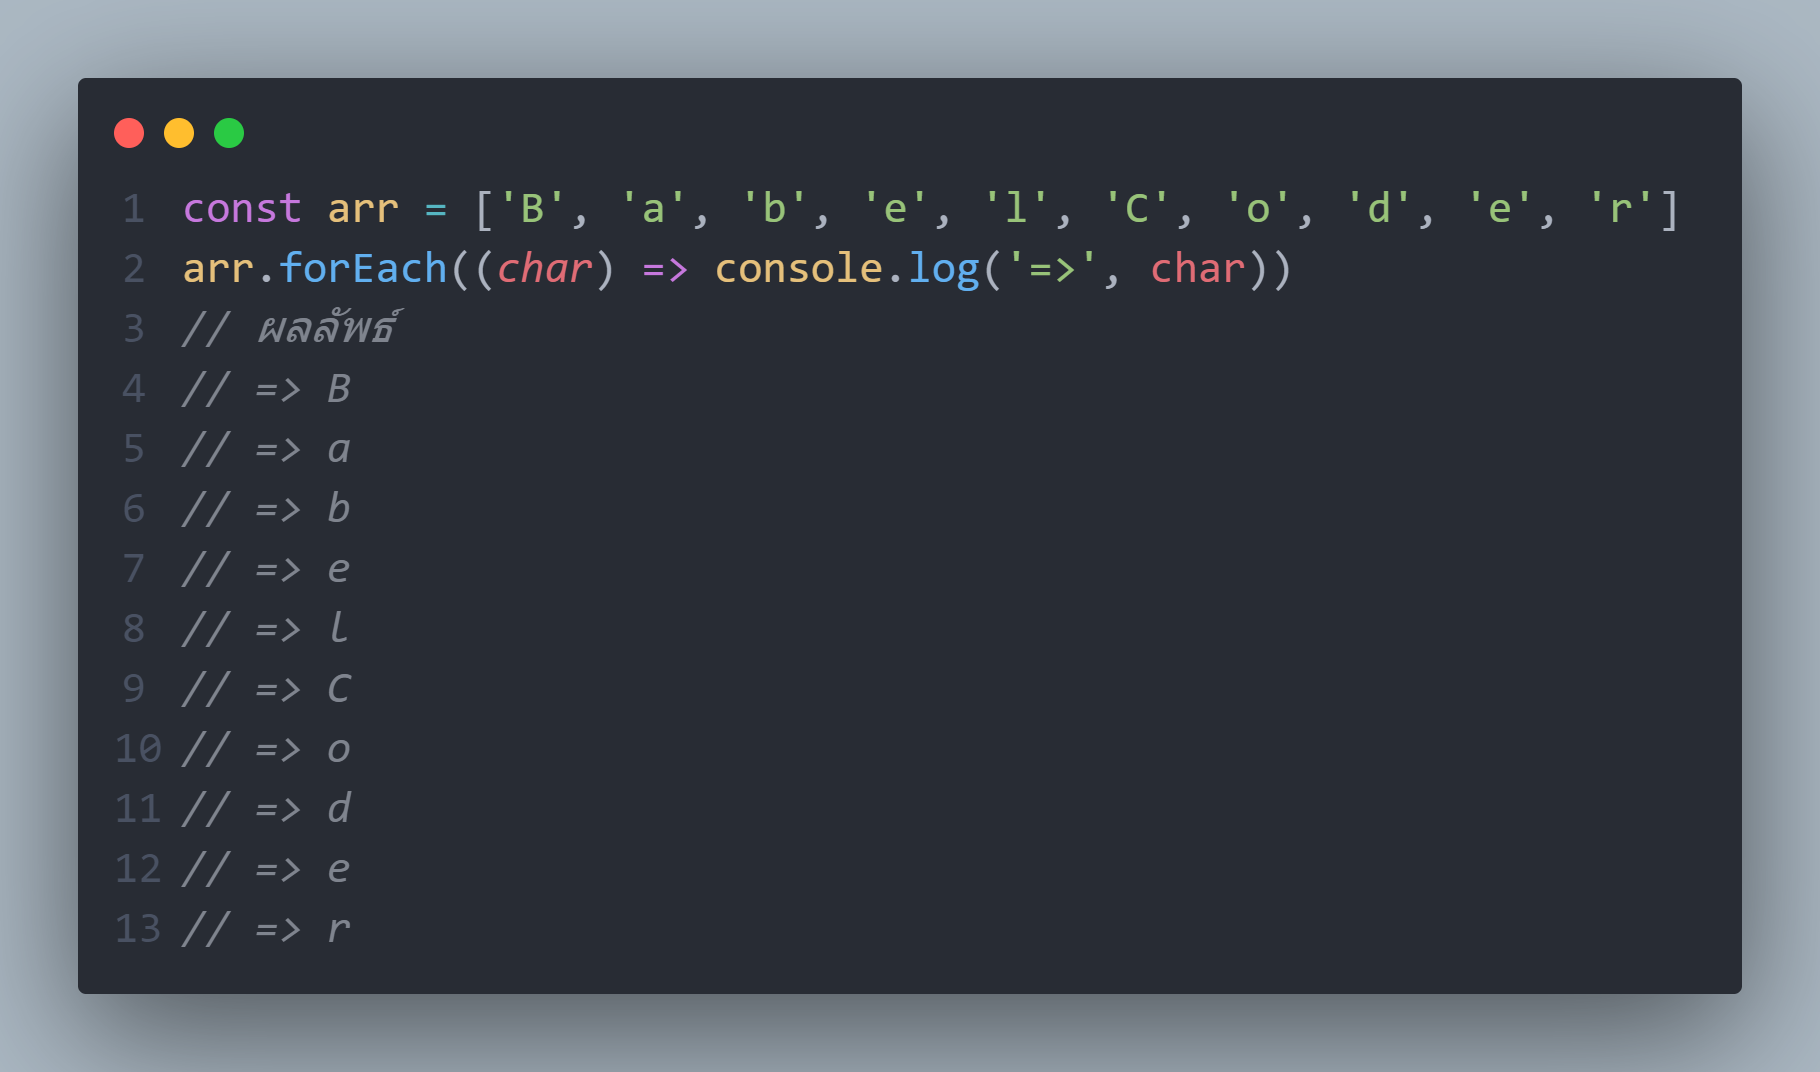 1 const arr = ['B', 'a', 'b', 'e', 'l', 'C', 'o', 'd', 'e', 'r']
2 arr.forEach((char) => console.log('=>', char))
3 // ผลลัพธ์
4 // => B
5 // => a
6 // => b
7 // => e
8 // => l
9 // => C
10 // => o
11 // => d
12 // => e
13 // => r